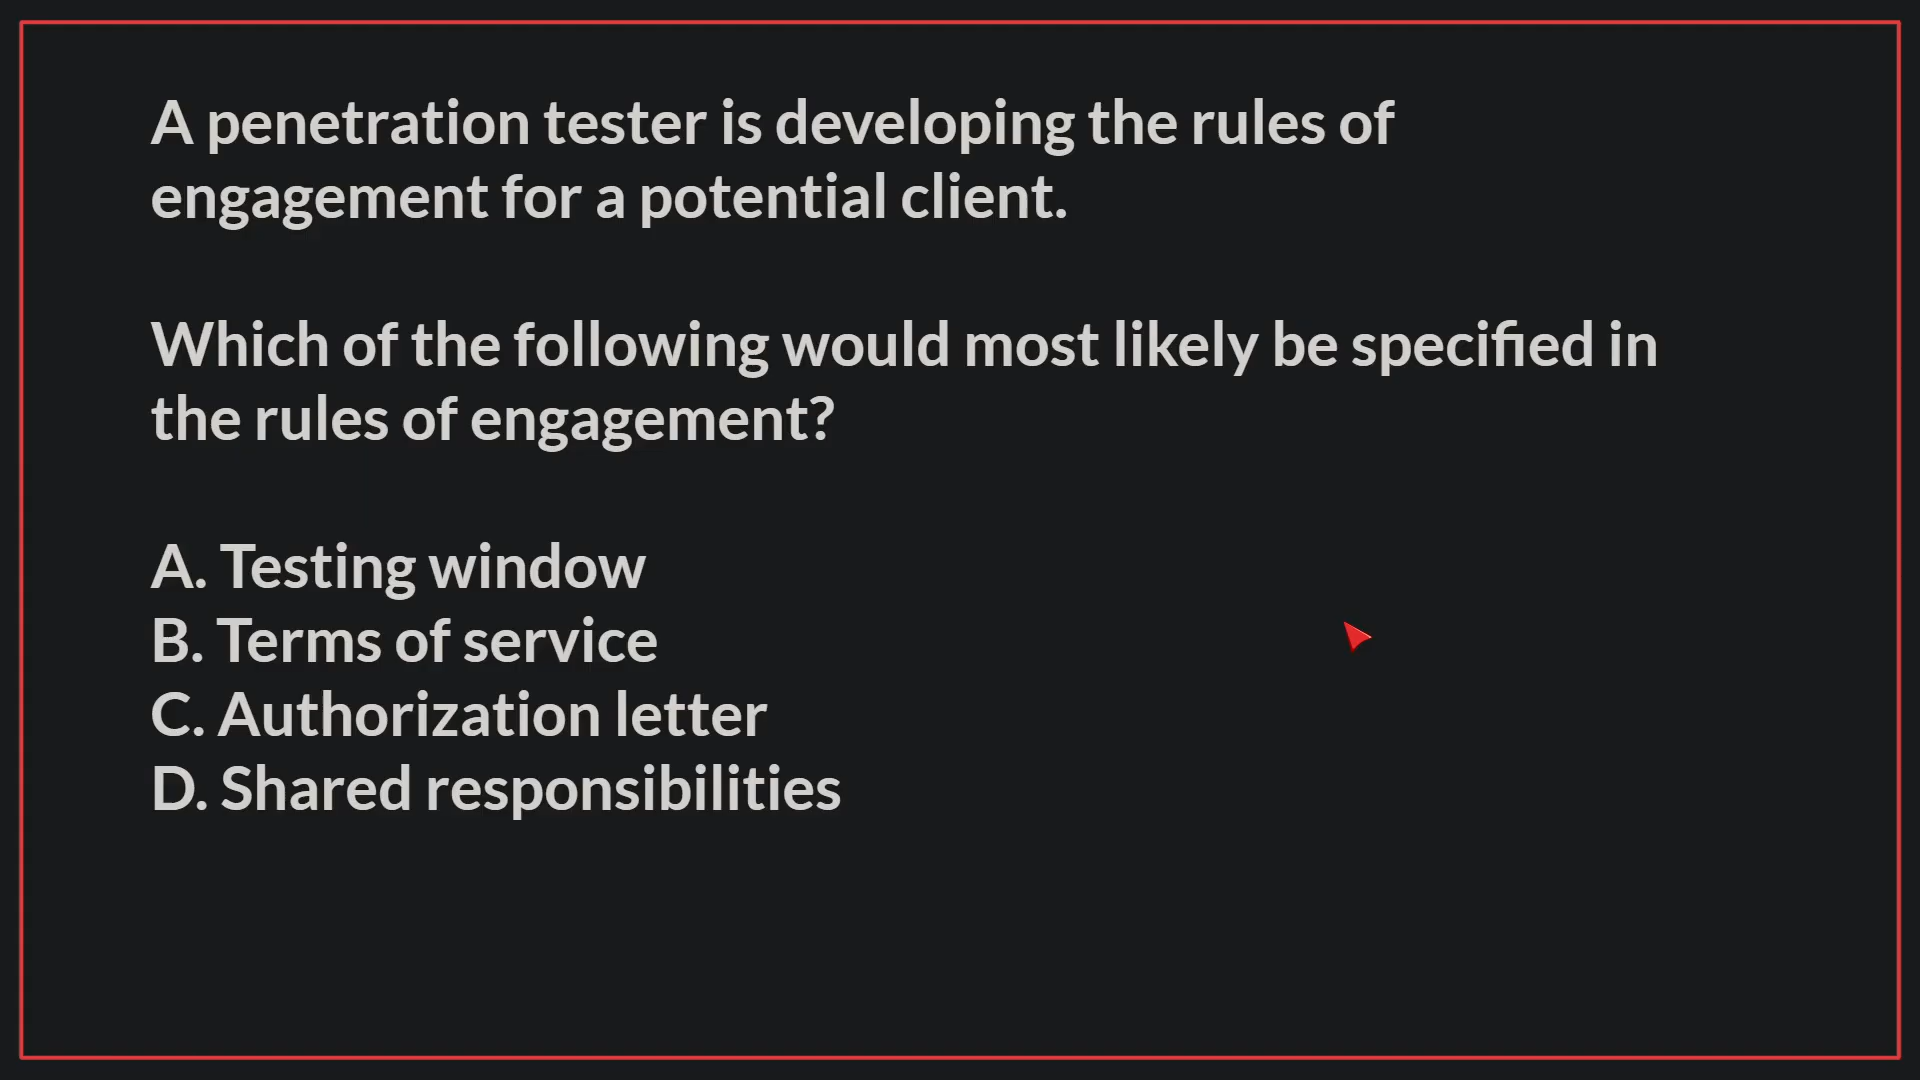 A penetration tester is developing the rules of
engagement for a potential client.
Which of the following would most likely be specified in
the rules of engagement?
A. Testing window
B. Terms of service
C. Authorization letter
D. Shared responsibilities